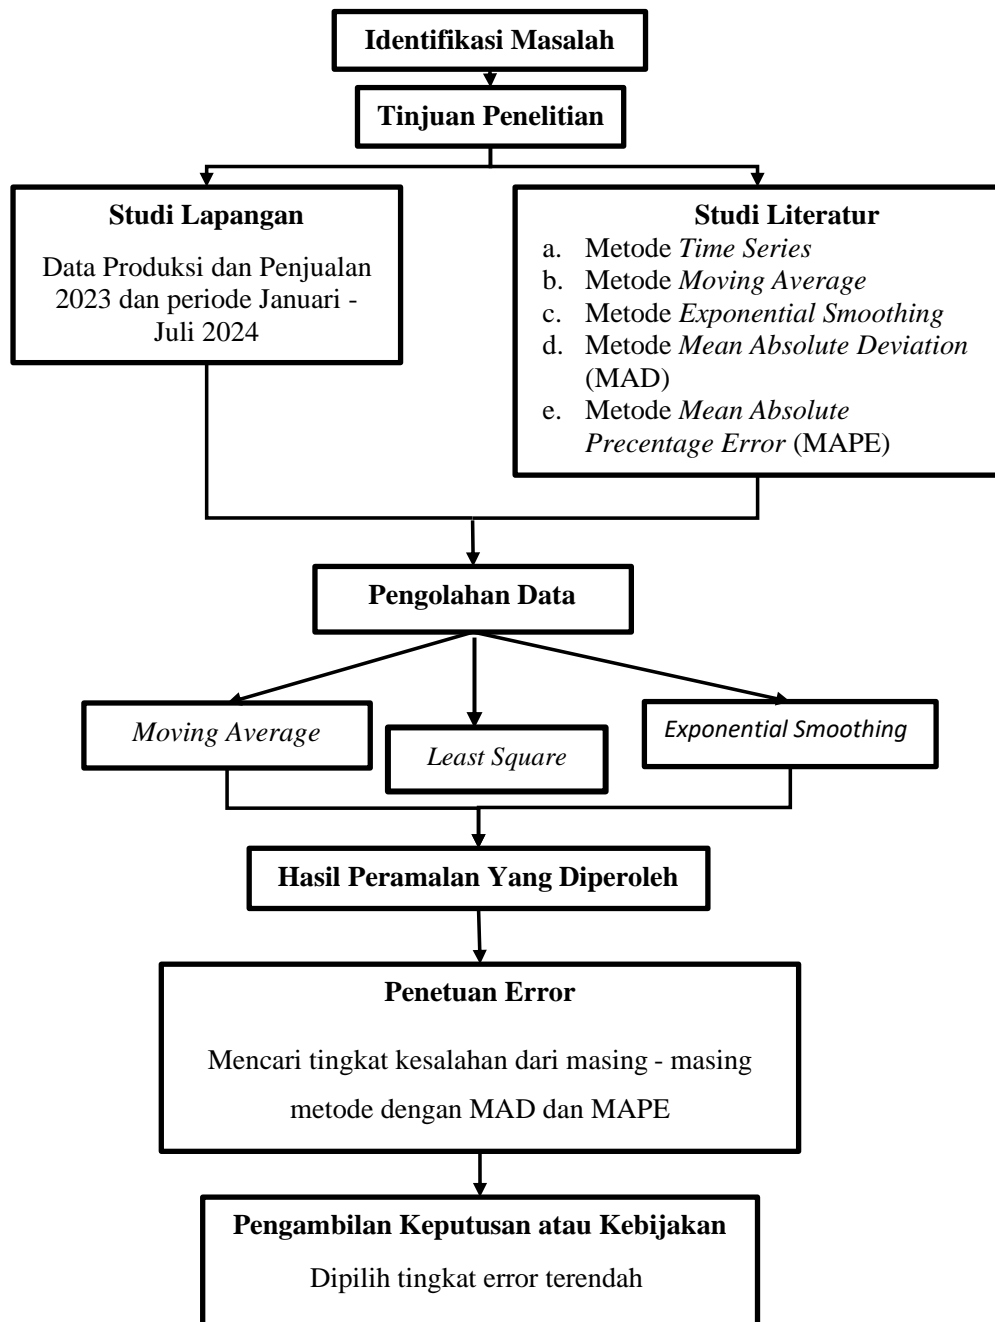 Identifikasi Masalah
Tinjuan Penelitian
Studi Lapangan
Data Produksi dan Penjualan
2023 dan periode Januari -
Juli 2024
Studi Literatur
a. Metode Time Series
b. Metode Moving Average
c. Metode Exponential Smoothing
d. Metode Mean Absolute Deviation
(MAD)
e. Metode Mean Absolute
Precentage Error (MAPE)
Pengolahan Data
Moving Average
Least Square
Exponential Smoothing
Hasil Peramalan Yang Diperoleh
Penetuan Error
Mencari tingkat kesalahan dari masing - masing
metode dengan MAD dan MAPE
Pengambilan Keputusan atau Kebijakan
Dipilih tingkat error terendah